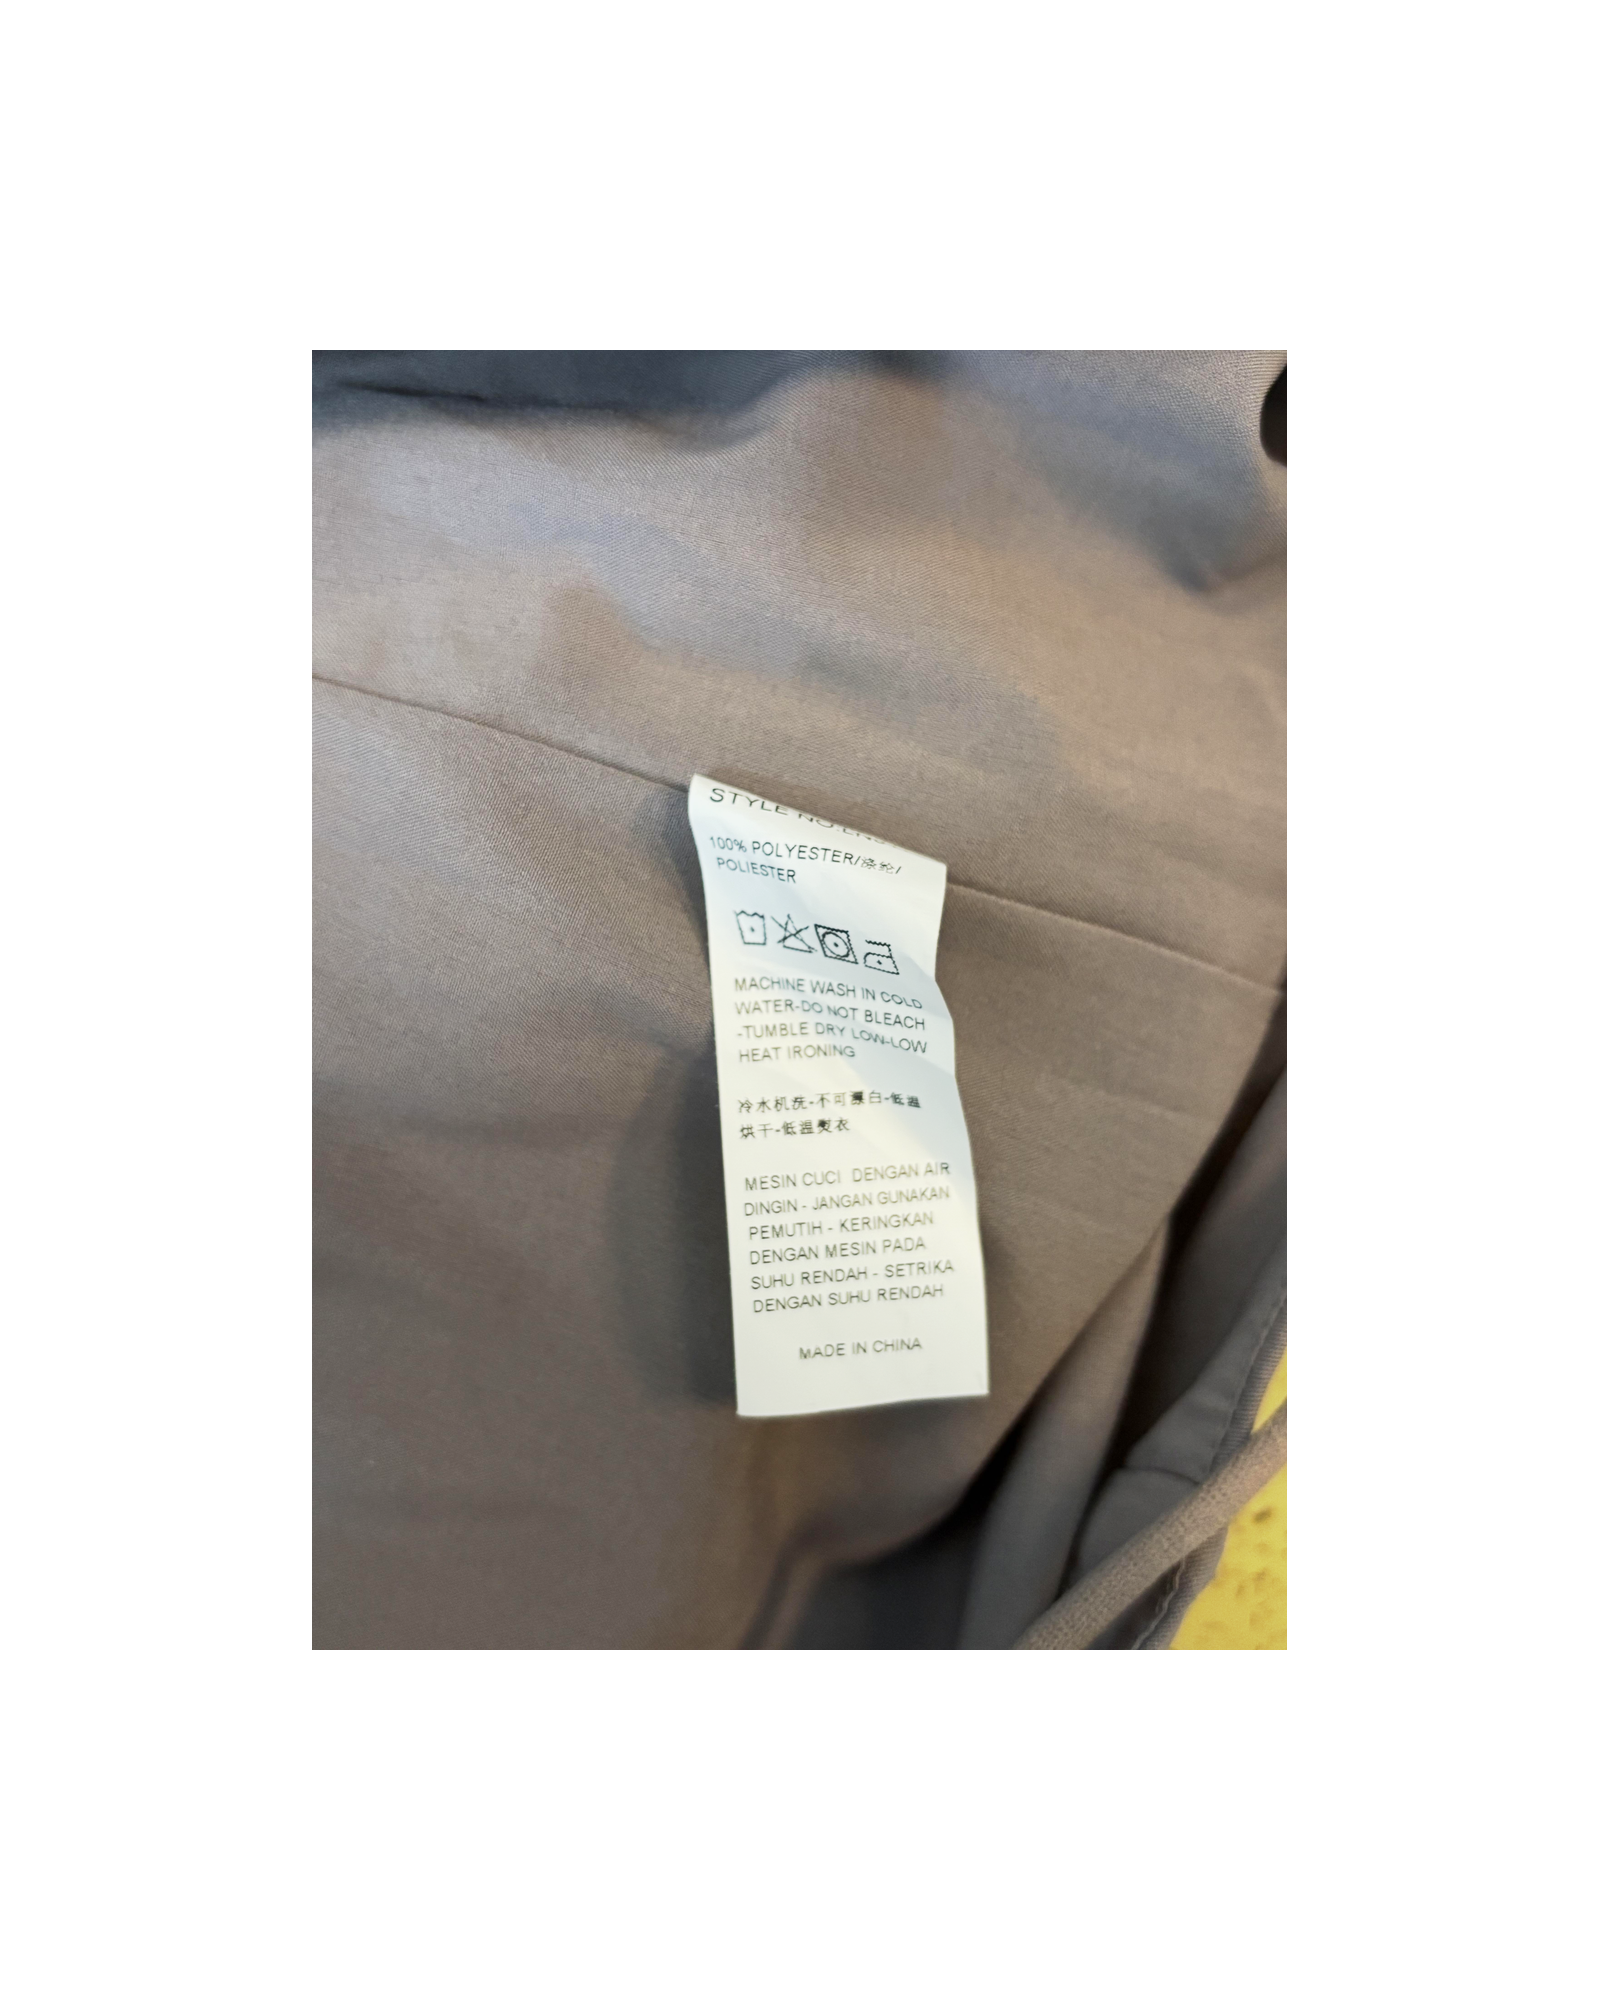 STYLE NO:
100% POLYESTER/涤纶/
POLIESTER
MACHINE WASH IN COLD
WATER-DO NOT BLEACH
-TUMBLE DRY LOW-LOW
HEAT IRONING
冷水机洗-不可漂白-低温
烘干-低温熨衣
MESIN CUCI DENGAN AIR
DINGIN - JANGAN GUNAKAN
PEMUTIH - KERINGKAN
DENGAN MESIN PADA
SUHU RENDAH - SETRIKA
DENGAN SUHU RENDAH
MADE IN CHINA